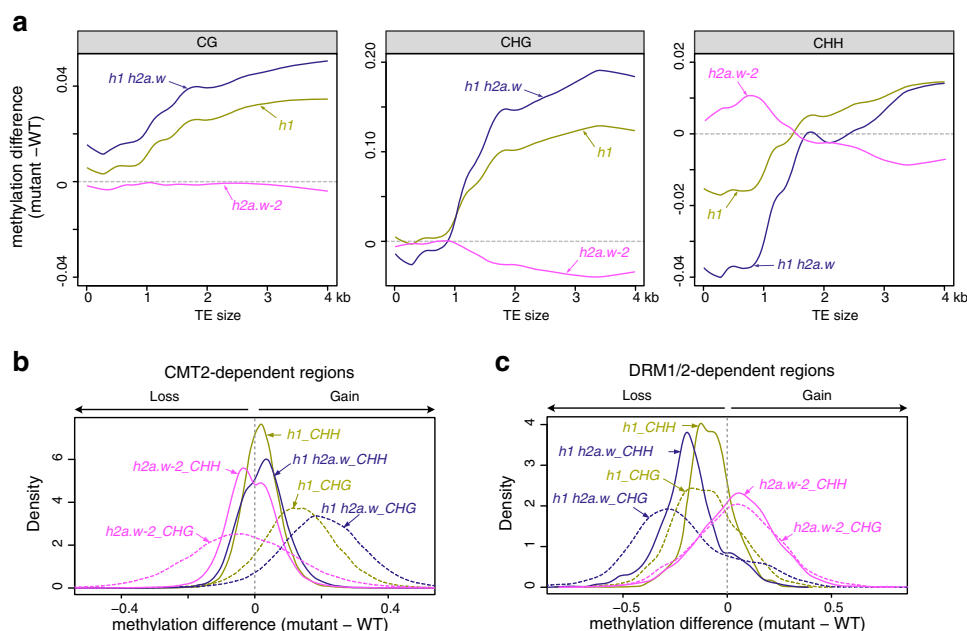 a
CG
CHG
CHH
methylation difference
(mutant –WT)
0.04
0
-0.04
h1 h2a.w
h1
h2a.w-2
0 1 2 3 4 kb
TE size
0.20
0.10
0
h1 h2a.w
h1
h2a.w-2
0 1 2 3 4 kb
TE size
0.02
0
-0.02
-0.04
h2a.w-2
h1
h1 h2a.w
0 1 2 3 4 kb
TE size
b
CMT2-dependent regions
Loss Gain
Density
6
4
2
0
h1_CHH
h2a.w-2_CHH
h1 h2a.w_CHH
h1_CHG
h1 h2a.w_CHG
h2a.w-2_CHG
−0.4 0 0.4
methylation difference (mutant – WT)
c
DRM1/2-dependent regions
Loss Gain
Density
4
3
2
1
0
h1_CHH
h1 h2a.w_CHH
h1_CHG
h1 h2a.w_CHG
h2a.w-2_CHH
h2a.w-2_CHG
−0.5 0 0.5
methylation difference (mutant – WT)